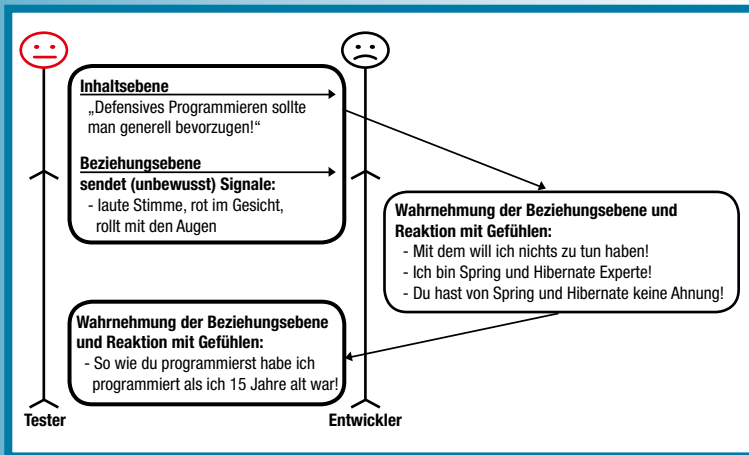 Inhaltsebene
„Defensives Programmieren sollte
man generell bevorzugen!“
Beziehungsebene
sendet (unbewusst) Signale:
- laute Stimme, rot im Gesicht,
rollt mit den Augen
Wahrnehmung der Beziehungsebene und
Reaktion mit Gefühlen:
- Mit dem will ich nichts zu tun haben!
- Ich bin Spring und Hibernate Experte!
- Du hast von Spring und Hibernate keine Ahnung!
Wahrnehmung der Beziehungsebene
und Reaktion mit Gefühlen:
- So wie du programmierst habe ich
programmiert als ich 15 Jahre alt war!
Tester
Entwickler